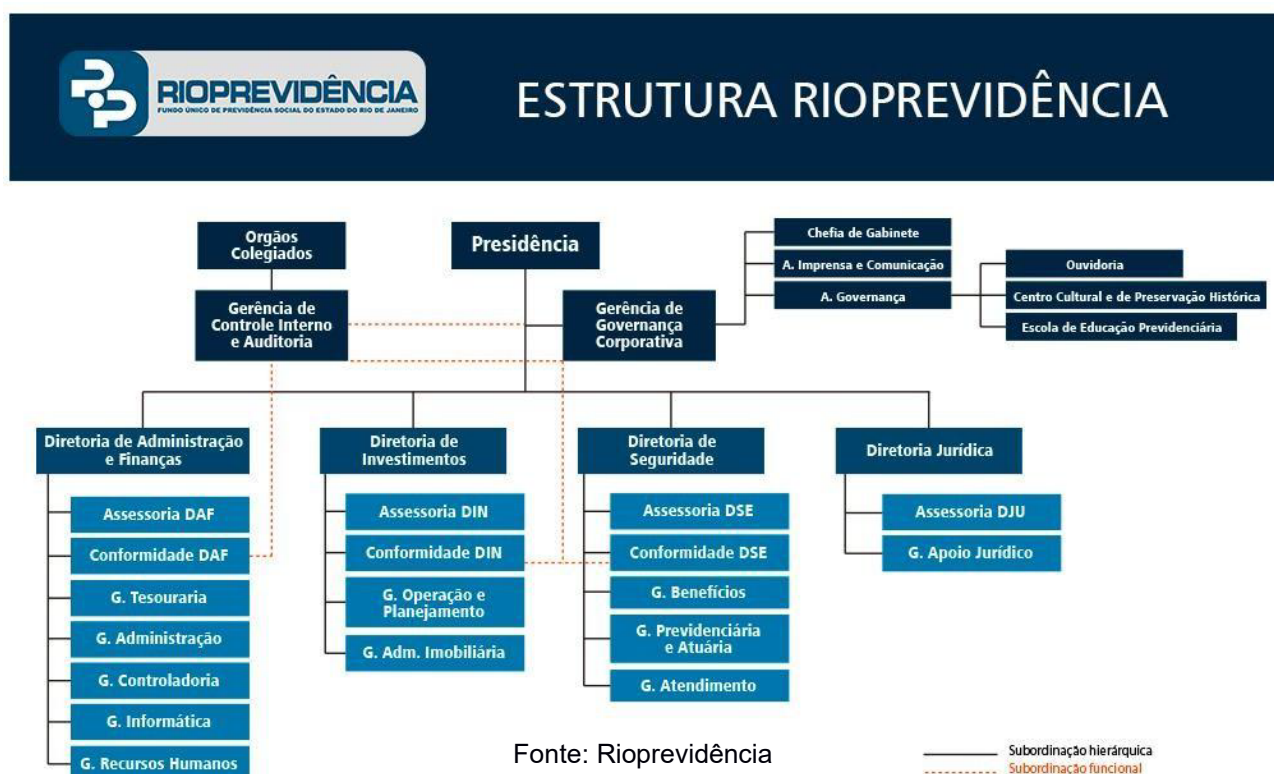 RIOPREVIDÊNCIA
FUNDO ÚNICO DE PREVIDÊNCIA SOCIAL DO ESTADO DO RIO DE JANEIRO
ESTRUTURA RIOPREVIDÊNCIA
Orgãos
Colegiados
Presidência
Chefia de Gabinete
A. Imprensa e Comunicação
A. Governança
Ouvidoria
Centro Cultural e de Preservação Histórica
Escola de Educação Previdenciária
Gerência de
Controle Interno
e Auditoria
Gerência de
Governança
Corporativa
Diretoria de Administração
e Finanças
Assessoria DAF
Conformidade DAF
G. Tesouraria
G. Administração
G. Controladoria
G. Informática
G. Recursos Humanos
Diretoria de
Investimentos
Assessoria DIN
Conformidade DIN
G. Operação e
Planejamento
G. Adm. Imobiliária
Diretoria de
Seguridade
Assessoria DSE
Conformidade DSE
G. Benefícios
G. Previdenciária
e Atuária
G. Atendimento
Diretoria Jurídica
Assessoria DJU
G. Apoio Jurídico
Fonte: Rioprevidência
Subordinação hierárquica
Subordinação funcional